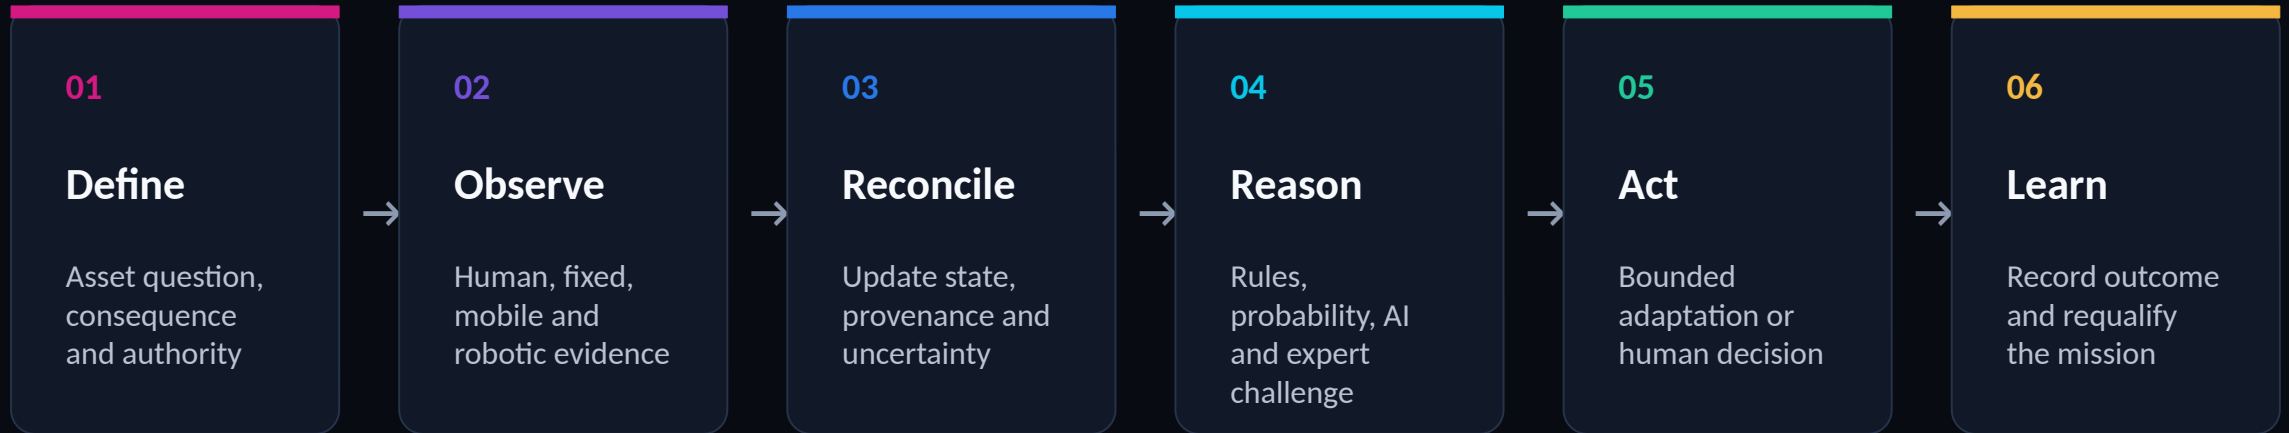 01
Define
Asset question,
consequence
and authority
→
02
Observe
Human, fixed,
mobile and
robotic evidence
→
03
Reconcile
Update state,
provenance and
uncertainty
→
04
Reason
Rules,
probability, AI
and expert
challenge
→
05
Act
Bounded
adaptation or
human decision
→
06
Learn
Record outcome
and requalify
the mission